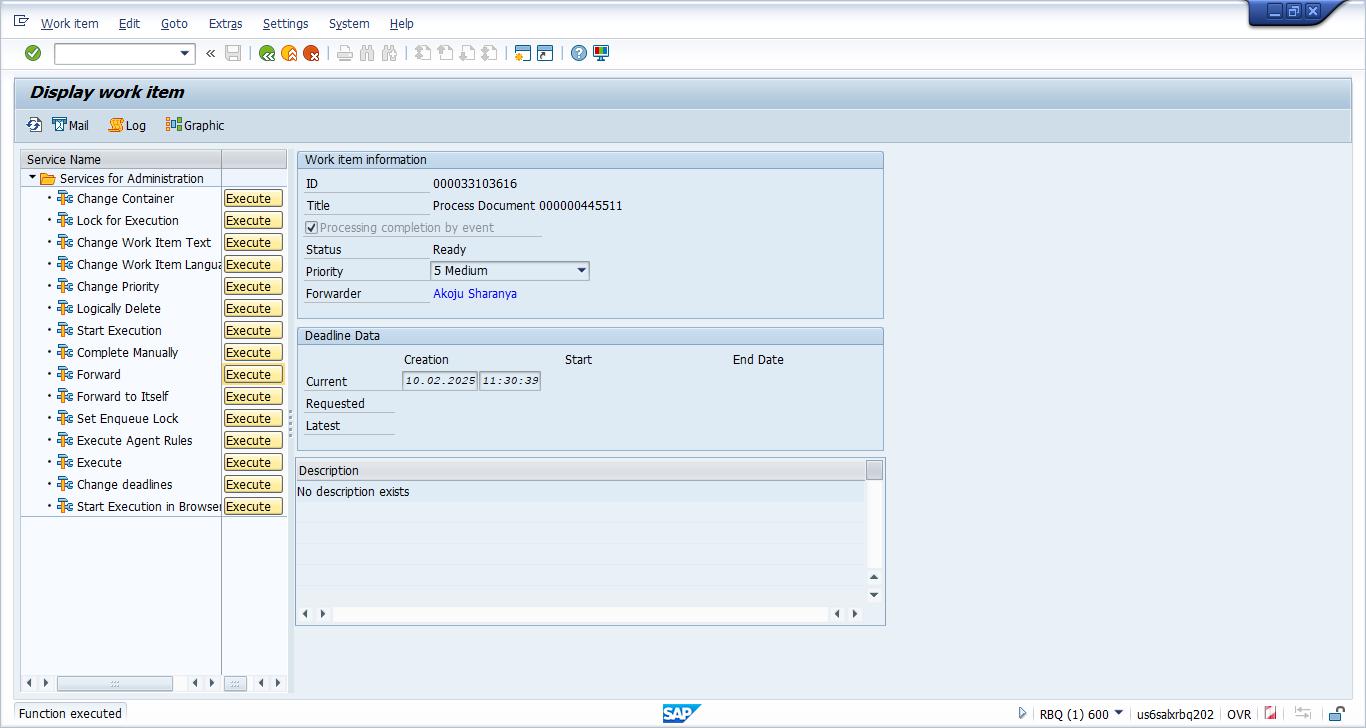 Work item Edit Goto Extras Settings System Help
Display work item
Mail Log Graphic
Service Name
Services for Administration
Change Container Execute
Lock for Execution Execute
Change Work Item Text Execute
Change Work Item Langua Execute
Change Priority Execute
Logically Delete Execute
Start Execution Execute
Complete Manually Execute
Forward Execute
Forward to Itself Execute
Set Enqueue Lock Execute
Execute Agent Rules Execute
Execute Execute
Change deadlines Execute
Start Execution in Browser Execute
Work item information
ID 000033103616
Title Process Document 000000445511
Processing completion by event
Status Ready
Priority 5 Medium
Forwarder Akoju Sharanya
Deadline Data
Creation Start End Date
Current 10.02.2025 11:30:39
Requested
Latest
Description
No description exists
Function executed SAP RBQ (1) 600 us6salxrbq202 OVR